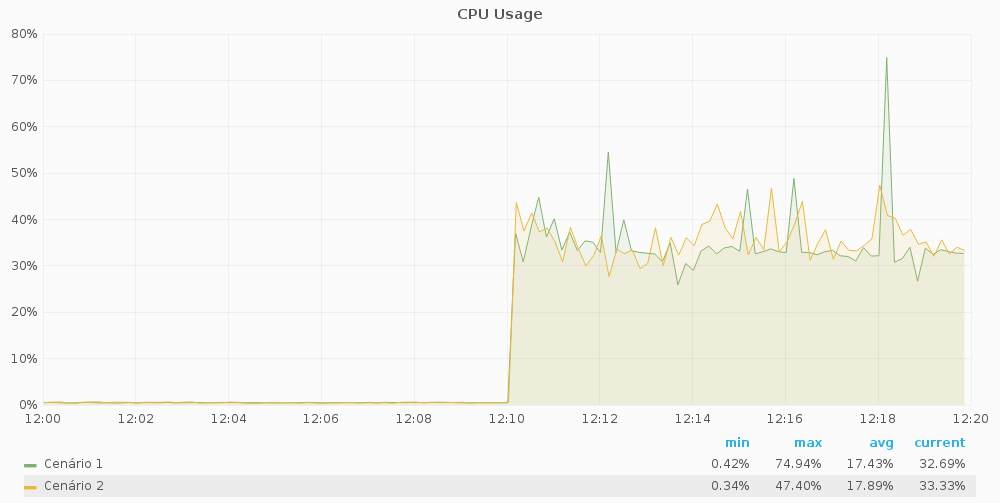 CPU Usage
80%
70%
60%
50%
40%
30%
20%
10%
0%
12:00 12:02 12:04 12:06 12:08 12:10 12:12 12:14 12:16 12:18 12:20
min max avg current
Cenário 1 0.42% 74.94% 17.43% 32.69%
Cenário 2 0.34% 47.40% 17.89% 33.33%